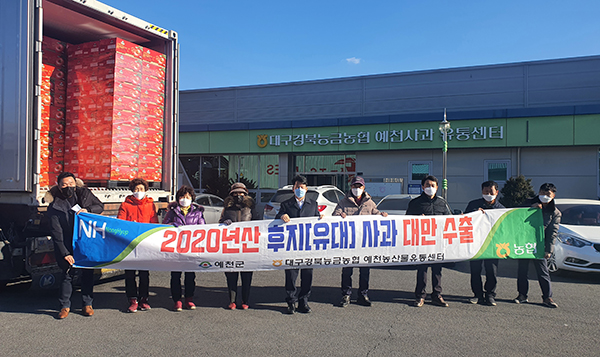 대구경북능금농협 예천사과유통센터
NH
2020년산 후지[유대] 사과 대만 수출
농협
예천군 대구경북능금농협 예천농산물유통센터